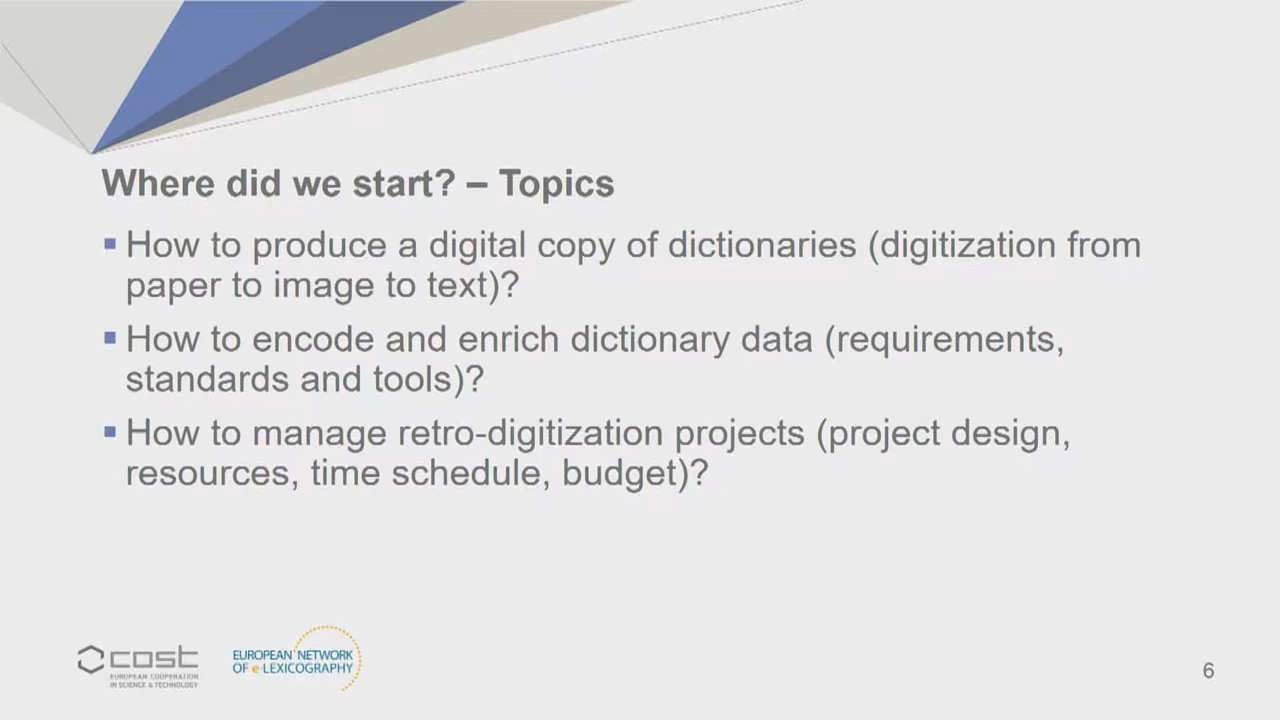 Where did we start? – Topics
How to produce a digital copy of dictionaries (digitization from
paper to image to text)?
How to encode and enrich dictionary data (requirements,
standards and tools)?
How to manage retro-digitization projects (project design,
resources, time schedule, budget)?
cost
EUROPEAN COOPERATION
IN SCIENCE & TECHNOLOGY
EUROPEAN NETWORK
OF e-LEXICOGRAPHY
6